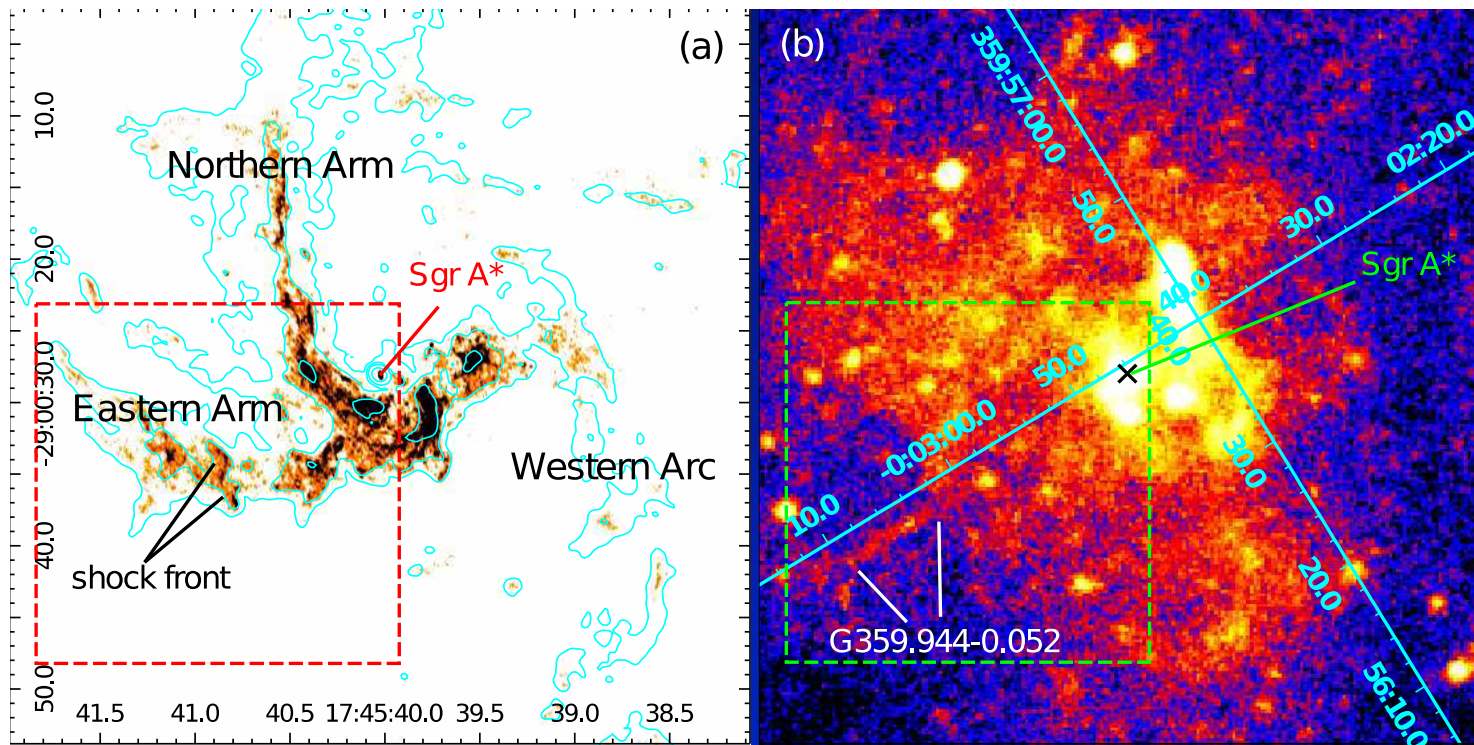 (a)
Northern Arm
Sgr A*
Eastern Arm
Western Arc
shock front
10.0
20.0
-29:00:30.0
40.0
50.0
41.5
41.0
40.5
17:45:40.0
39.5
39.0
38.5
(b)
359:57:00.0
50.0
40.0
30.0
20.0
56:10.0
02:20.0
30.0
40.0
50.0
-0:03:00.0
10.0
Sgr A*
G359.944-0.052